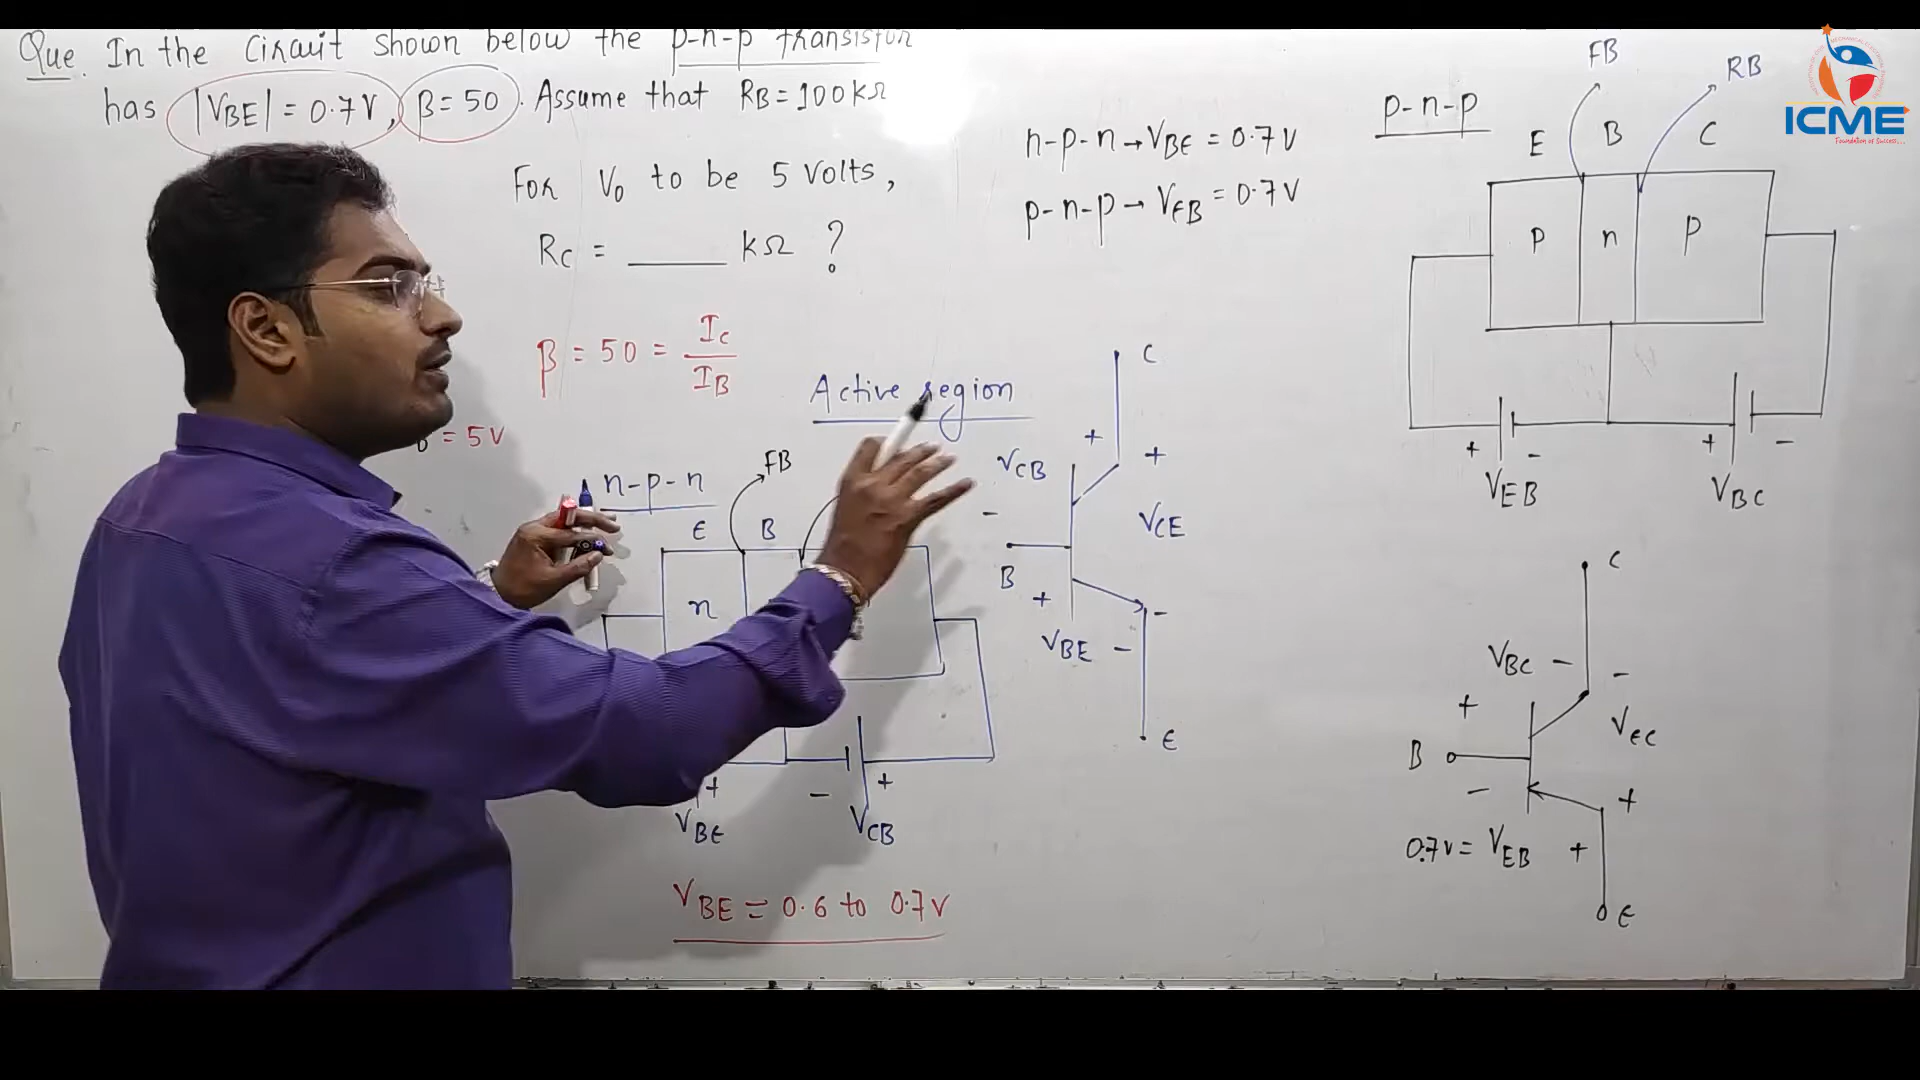 Que. In the circuit shown below the p-n-p transistor
has |VBE| = 0.7V, β = 50. Assume that RB = 100kΩ
For V0 to be 5 Volts,
RC = ____ kΩ ?
β = 50 = IC
IB
= 5V
Active region
n-p-n
FB
E B
n
+ - +
VBE VCB
VBE = 0.6 to 0.7V
C
+ +
VCB
-
VCE
B
+ -
VBE -
E
n-p-n → VBE = 0.7V
p-n-p → VEB = 0.7V
p-n-p
FB RB
E B C
p n p
+ - + -
VEB VBC
C
VBC - -
+
VEC
B
- +
0.7V = VEB +
E
ICME
Foundation of Success...